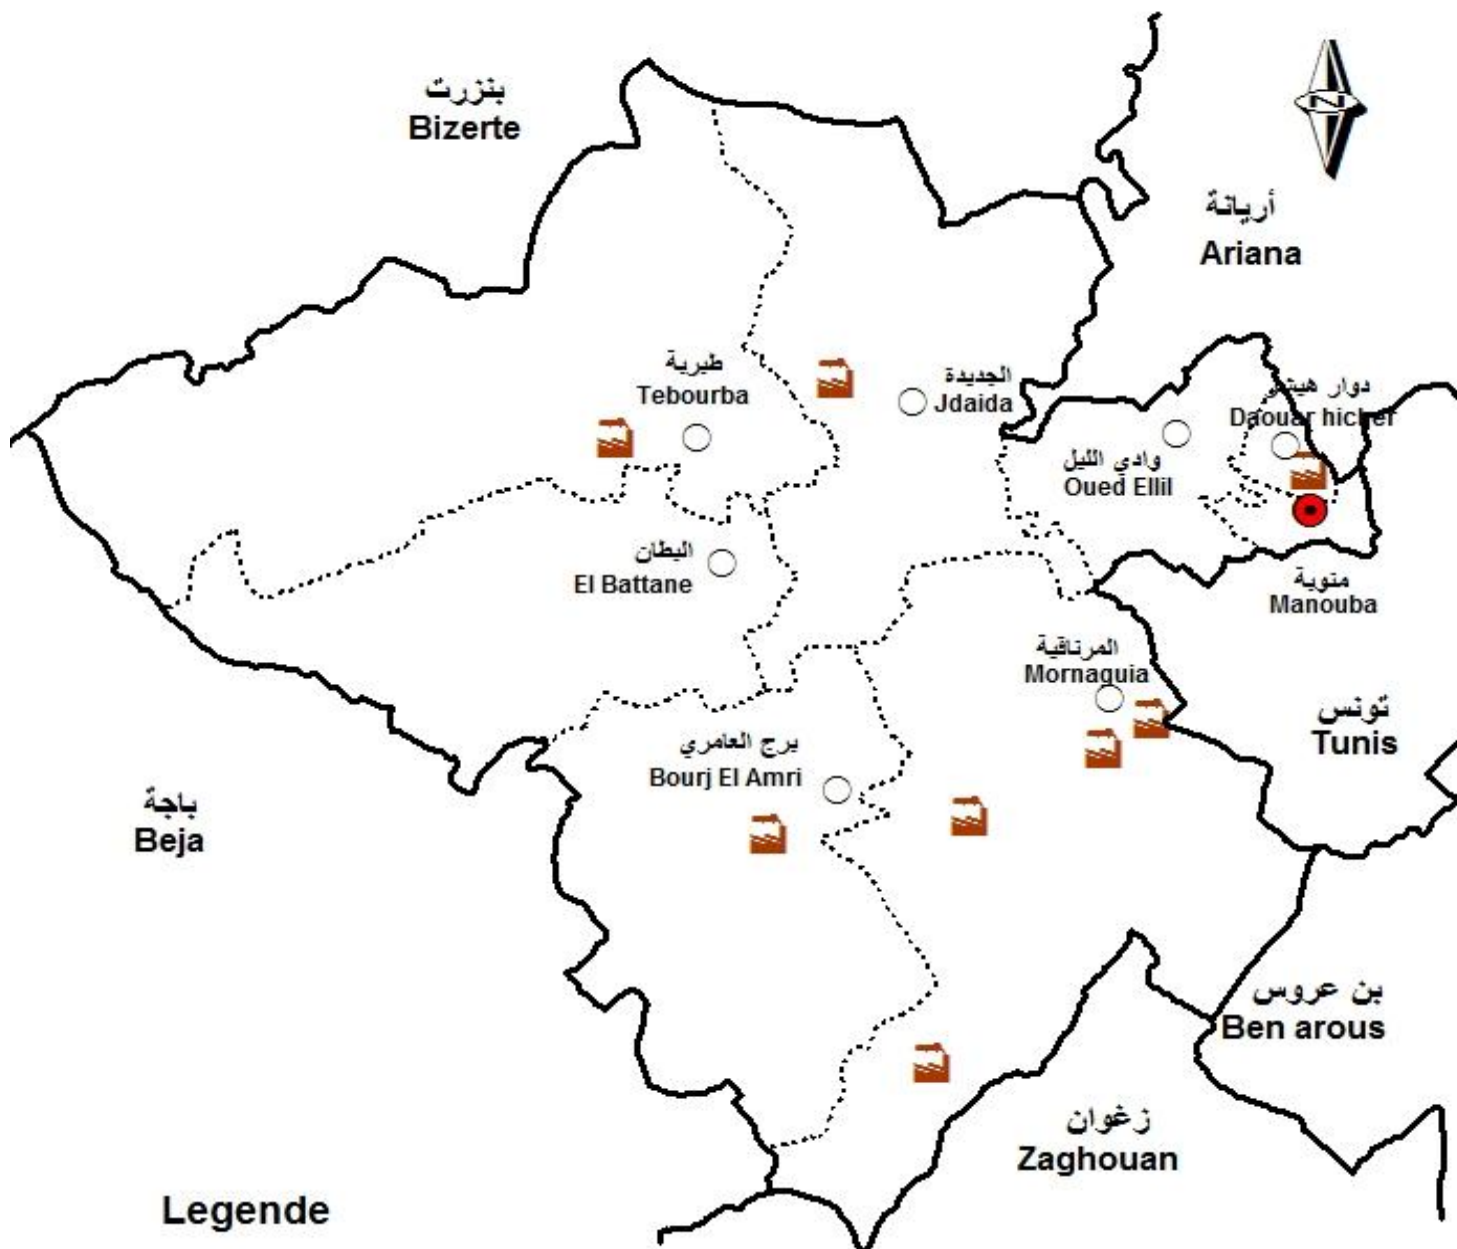 بنزرت
Bizerte
N
أريانة
Ariana
طبربة
Tebourba
الجديدة
Jdaida
دوار هيشر
Daouar hicher
وادي الليل
Oued Ellil
البطان
El Battane
منوبة
Manouba
المرناقية
Mornaguia
تونس
Tunis
برج العامري
Bourj El Amri
باجة
Beja
بن عروس
Ben arous
زغوان
Zaghouan
Legende